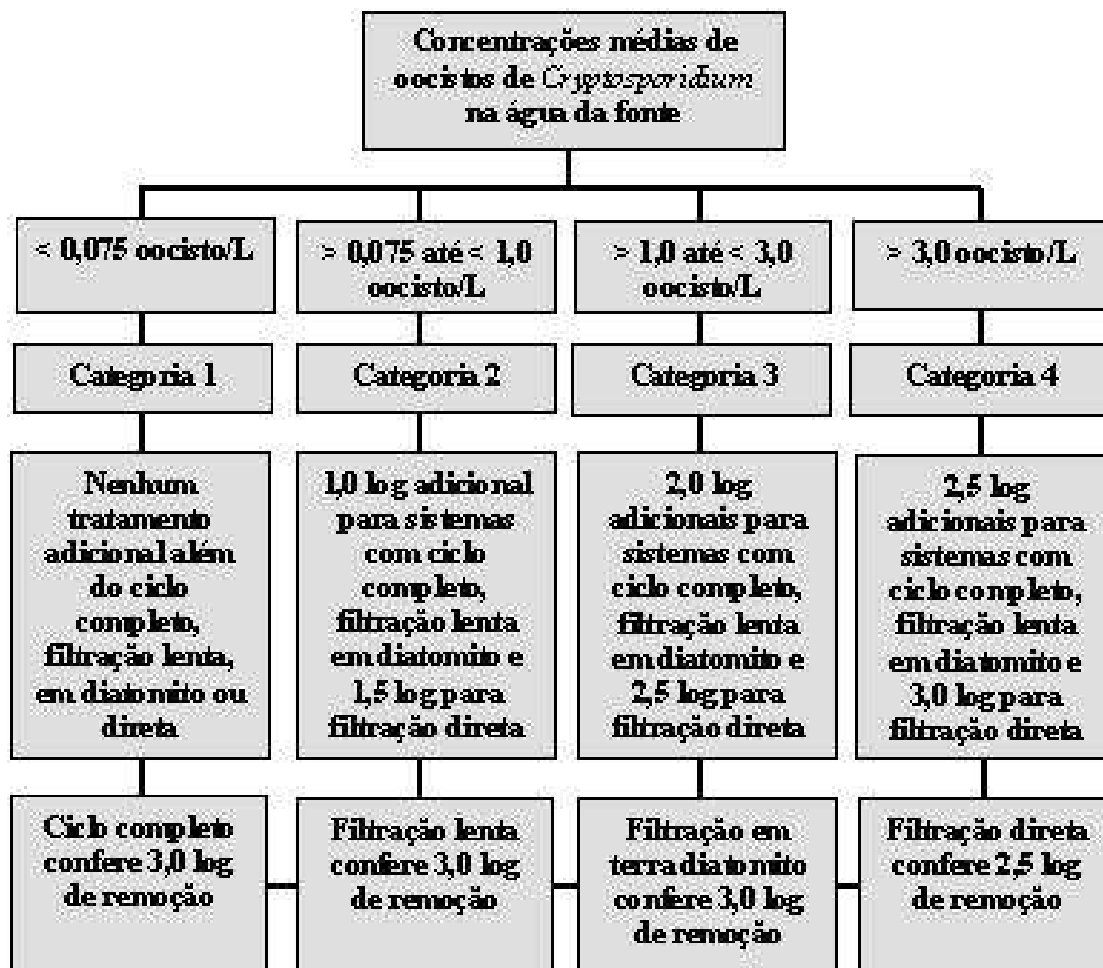 Concentrações médias de
oocistos de Cryptosporidium
na água da fonte
< 0,075 oocisto/L
> 0,075 até < 1,0
oocisto/L
> 1,0 até < 3,0
oocisto/L
> 3,0 oocisto/L
Categoria 1
Categoria 2
Categoria 3
Categoria 4
Nenhum
tratamento
adicional além
do ciclo
completo,
filtração lenta,
em diatomito ou
direta
1,0 log adicional
para sistemas
com ciclo
completo,
filtração lenta
em diatomito e
1,5 log para
filtração direta
2,0 log
adicionais para
sistemas com
ciclo completo,
filtração lenta
em diatomito e
2,5 log para
filtração direta
2,5 log
adicionais para
sistemas com
ciclo completo,
filtração lenta
em diatomito e
3,0 log para
filtração direta
Ciclo completo
confere 3,0 log
de remoção
Filtração lenta
confere 3,0 log
de remoção
Filtração em
terra diatomito
confere 3,0 log
de remoção
Filtração direta
confere 2,5 log
de remoção